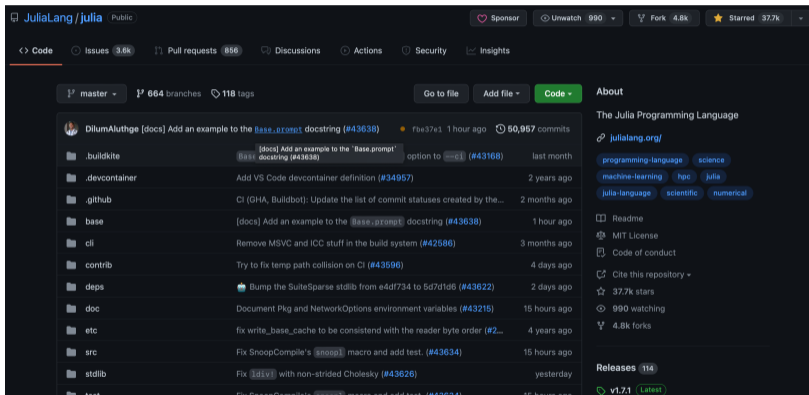 JuliaLang / julia Public
Sponsor
Unwatch 990
Fork 4.8k
Starred 37.7k
Code
Issues 3.6k
Pull requests 856
Discussions
Actions
Security
Insights
master
664 branches
118 tags
Go to file
Add file
Code
DilumAluthge [docs] Add an example to the Base.prompt docstring (#43638)
fbe37e1 1 hour ago
50,957 commits
.buildkite
option to --ci (#43168)
last month
[docs] Add an example to the `Base.prompt` docstring (#43638)
.devcontainer
Add VS Code devcontainer definition (#34957)
2 years ago
.github
CI (GHA, Buildbot): Update the list of commit statuses created by the...
2 months ago
base
[docs] Add an example to the Base.prompt docstring (#43638)
1 hour ago
cli
Remove MSVC and ICC stuff in the build system (#42586)
3 months ago
contrib
Try to fix temp path collision on CI (#43596)
4 days ago
deps
Bump the SuiteSparse stdlib from e4df734 to 5d7d1d6 (#43622)
2 days ago
doc
Document Pkg and NetworkOptions environment variables (#43215)
15 hours ago
etc
fix write_base_cache to be consistend with the reader byte order (#2...
4 years ago
src
Fix SnoopCompile's snoopl macro and add test. (#43634)
15 hours ago
stdlib
Fix ldiv! with non-strided Cholesky (#43626)
yesterday
About
The Julia Programming Language
julialang.org/
programming-language science
machine-learning hpc julia
julia-language scientific numerical
Readme
MIT License
Code of conduct
Cite this repository
37.7k stars
990 watching
4.8k forks
Releases 114
v1.7.1 Latest